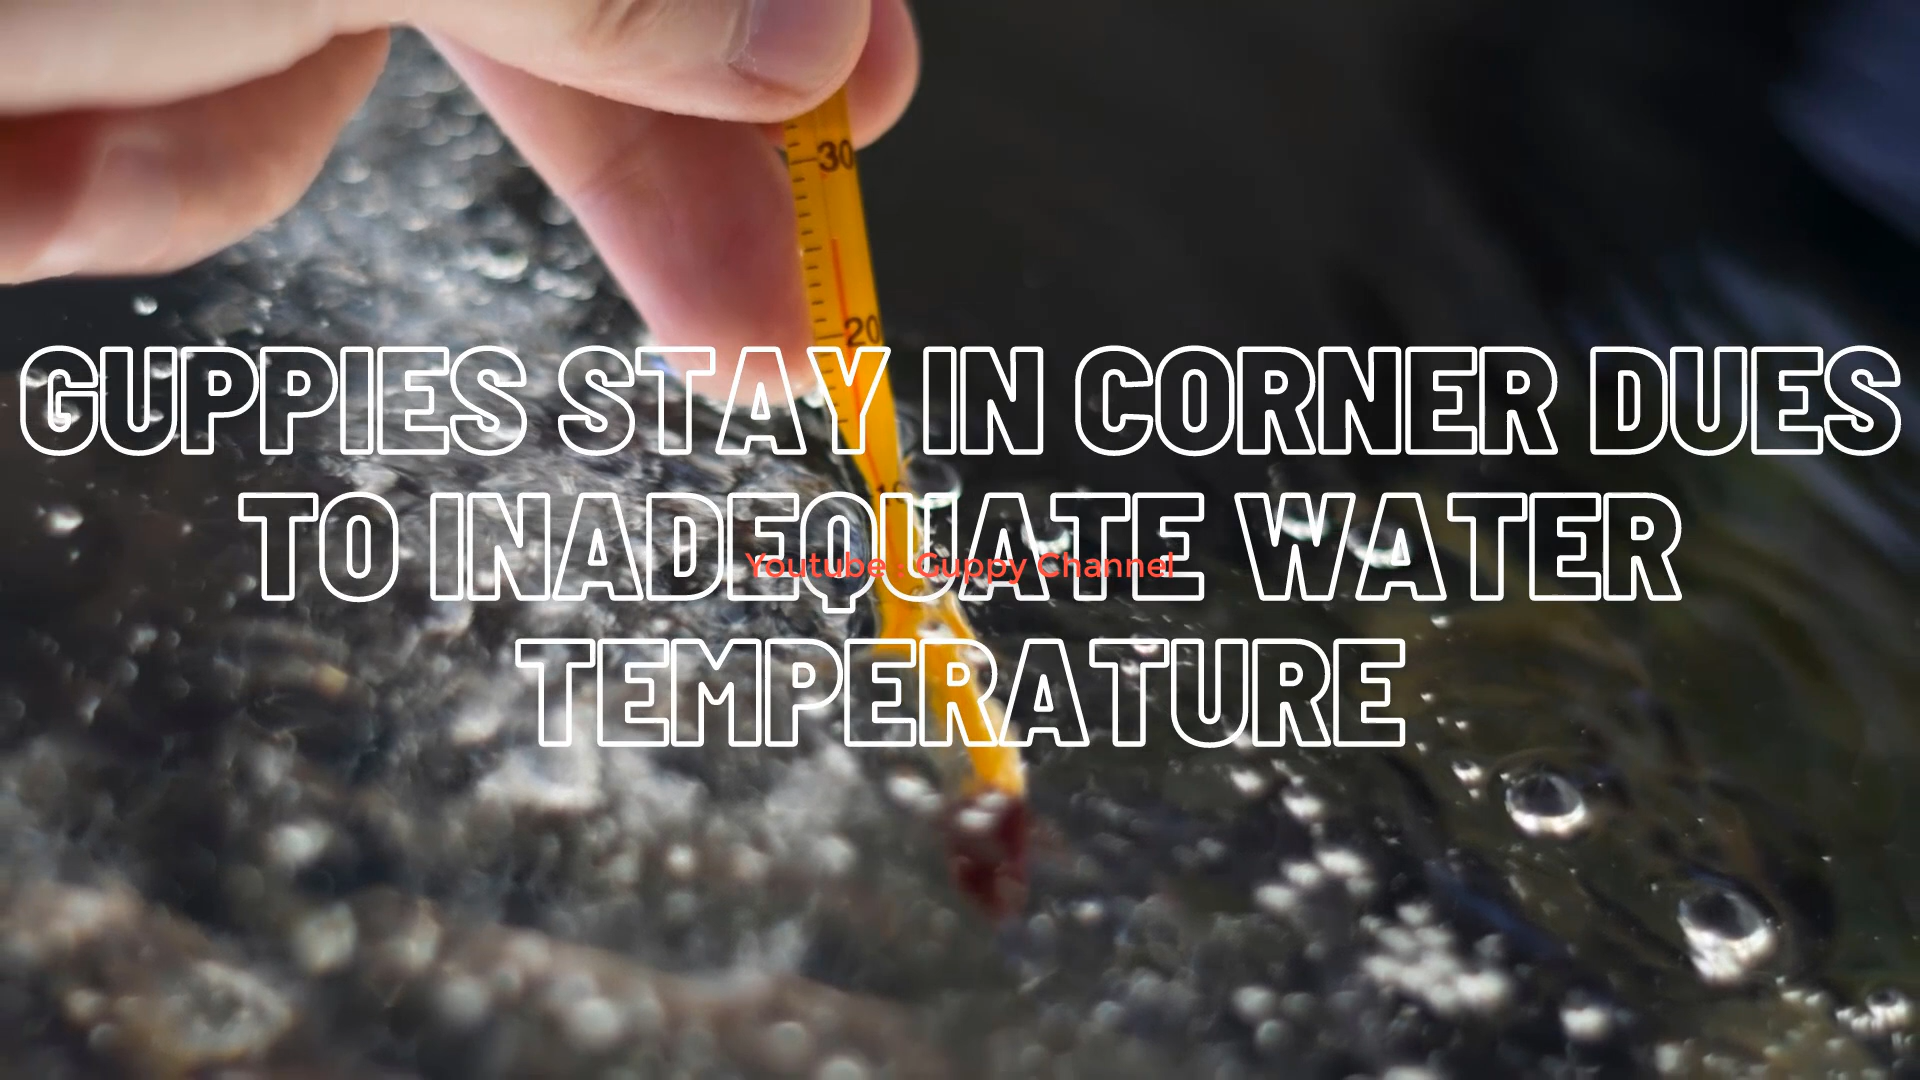 30
20
GUPPIES STAY IN CORNER DUES
TO INADEQUATE WATER
Youtube : Guppy Channel
TEMPERATURE